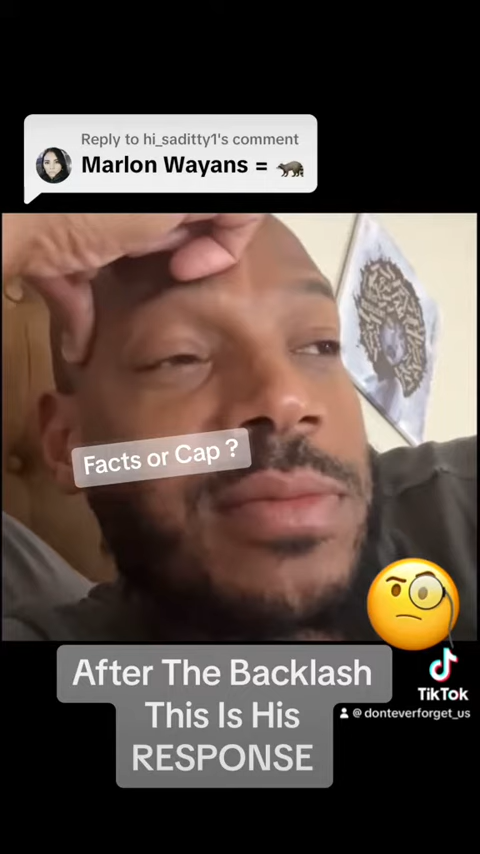 Reply to hi_saditty1's comment
Marlon Wayans = 🦡
Facts or Cap ?
After The Backlash
This Is His
RESPONSE
TikTok
@ donteverforget_us